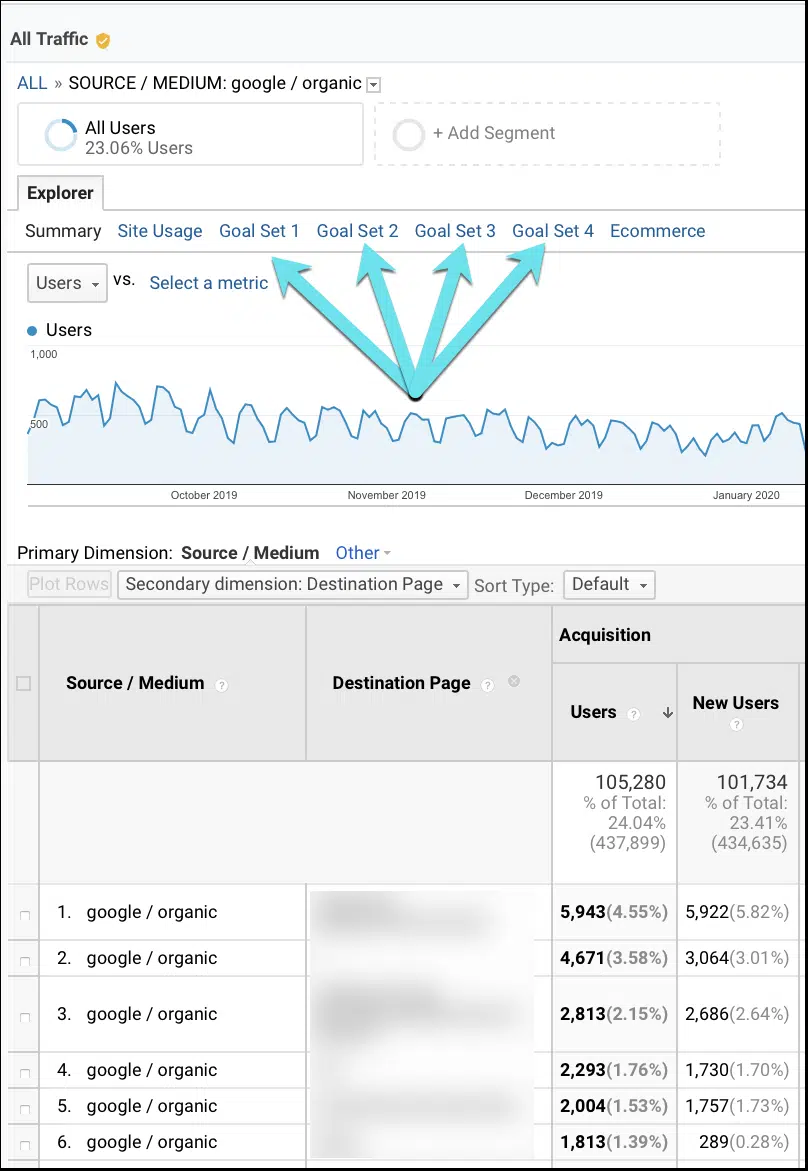 All Traffic
ALL » SOURCE / MEDIUM: google / organic
All Users
23.06% Users
+ Add Segment
Explorer
Summary Site Usage Goal Set 1 Goal Set 2 Goal Set 3 Goal Set 4 Ecommerce
Users vs. Select a metric
Users
1,000
500
October 2019 November 2019 December 2019 January 2020
Primary Dimension: Source / Medium Other
Plot Rows Secondary dimension: Destination Page Sort Type: Default
Acquisition
Source / Medium ? Destination Page ? Users ? New Users ?
105,280 101,734
% of Total: % of Total:
24.04% 23.41%
(437,899) (434,635)
1. google / organic 5,943(4.55%) 5,922(5.82%)
2. google / organic 4,671(3.58%) 3,064(3.01%)
3. google / organic 2,813(2.15%) 2,686(2.64%)
4. google / organic 2,293(1.76%) 1,730(1.70%)
5. google / organic 2,004(1.53%) 1,757(1.73%)
6. google / organic 1,813(1.39%) 289(0.28%)